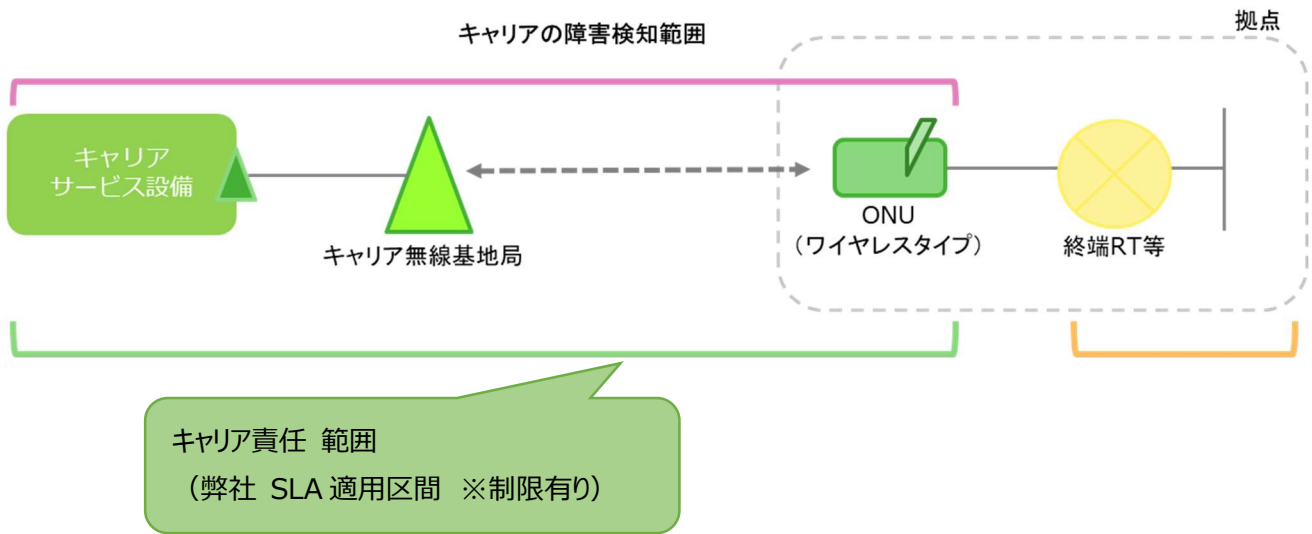 拠点
キャリアの障害検知範囲
キャリア
サービス設備
キャリア無線基地局
ONU
（ワイヤレスタイプ）
終端RT等
キャリア責任 範囲
（弊社 SLA 適用区間 ※制限有り）